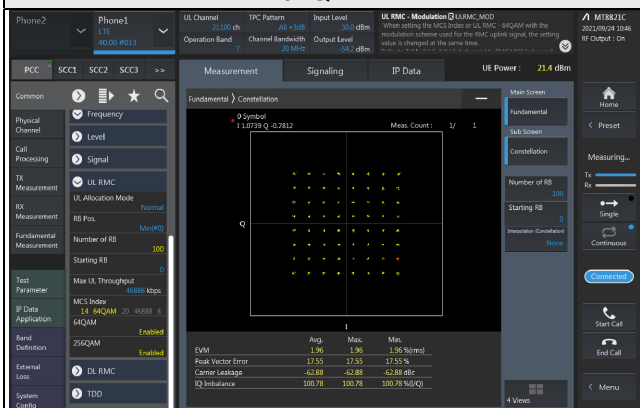 Phone2
Phone1
LTE
40.00 #013
UL Channel
21100 ch
TPC Pattern
All +3dB
Input Level
30.0 dBm
Operation Band
7
Channel Bandwidth
20 MHz
Output Level
-54.2 dBm
UL RMC - Modulation ULRMC_MOD
When setting the MCS Index or UL RMC - 64QAM with the
modulation scheme used for the RMC uplink signal, the setting
value is changed at the same time.
MT8821C
2021/09/24 10:46
RF Output : On
PCC
SCC1
SCC2
SCC3
>>
Measurement
Signaling
IP Data
UE Power : 21.4 dBm
Common
Physical
Channel
Call
Processing
TX
Measurement
RX
Measurement
Fundamental
Measurement
Test
Parameter
IP Data
Application
Band
Definition
External
Loss
System
Config
Frequency
Level
Signal
UL RMC
UL Allocation Mode
Normal
RB Pos.
Min(#0)
Number of RB
100
Starting RB
0
Max UL Throughput
46888 kbps
MCS Index
14 64QAM 20 46888 8
64QAM
Enabled
256QAM
Enabled
DL RMC
TDD
Fundamental 〉 Constellation
0 Symbol
I 1.0739 Q -0.7812
Meas. Count : 1/ 1
Q
I
Avg. Max. Min.
EVM 1.96 1.96 1.96 %(rms)
Peak Vector Error 17.55 17.55 17.55 %
Carrier Leakage -62.88 -62.88 -62.88 dBc
IQ Imbalance 100.78 100.78 100.78 %(I/Q)
Main Screen
Fundamental
Sub Screen
Constellation
Number of RB
100
Starting RB
0
Interpolation (Constellation)
None
4 Views
Home
< Preset
Measuring...
Tx
Rx
Single
Continuous
Connected
Start Call
End Call
< Menu